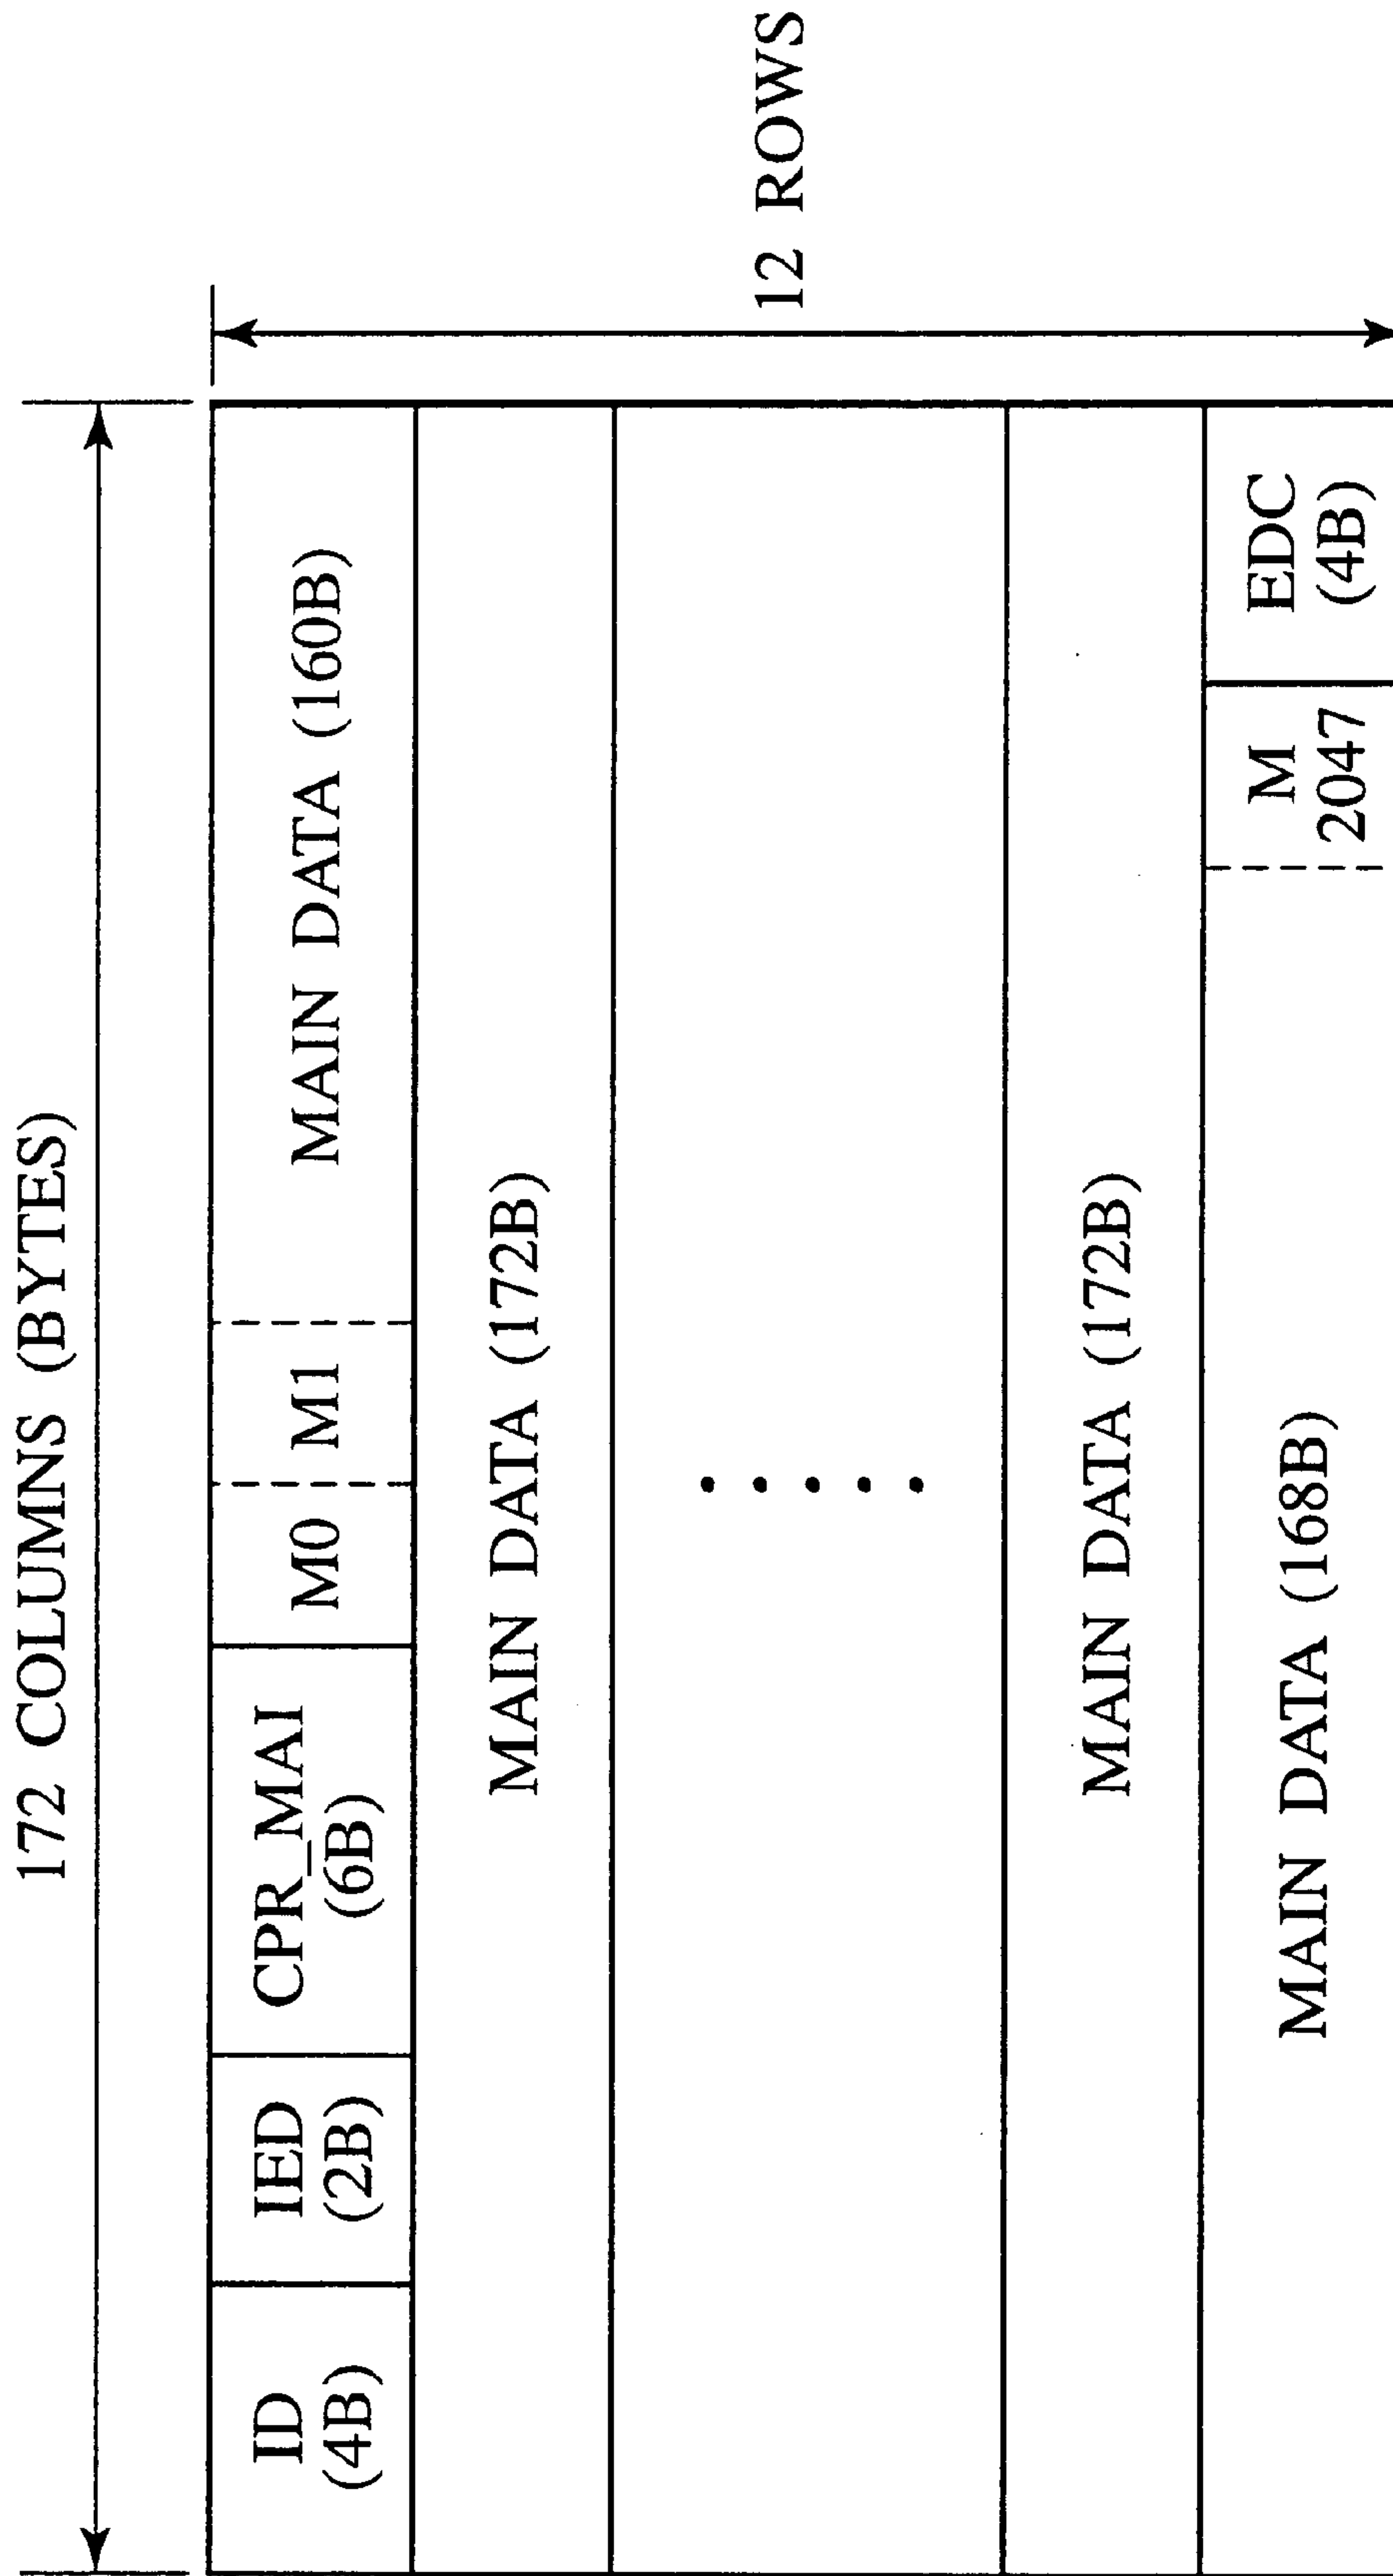 172 COLUMNS (BYTES)
ID
(4B)
IED
(2B)
CPR_MAI
(6B)
M0
M1
MAIN DATA (160B)
12 ROWS
MAIN DATA (172B)
MAIN DATA (172B)
MAIN DATA (168B)
M
2047
EDC
(4B)